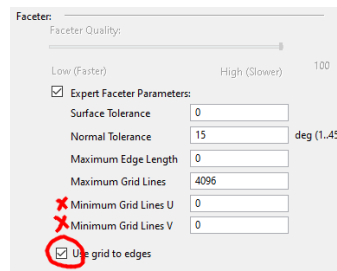 Faceter:
Faceter Quality:
Low (Faster) High (Slower) 100
Expert Faceter Parameters:
Surface Tolerance 0
Normal Tolerance 15 deg (1..45
Maximum Edge Length 0
Maximum Grid Lines 4096
Minimum Grid Lines U 0
Minimum Grid Lines V 0
Use grid to edges